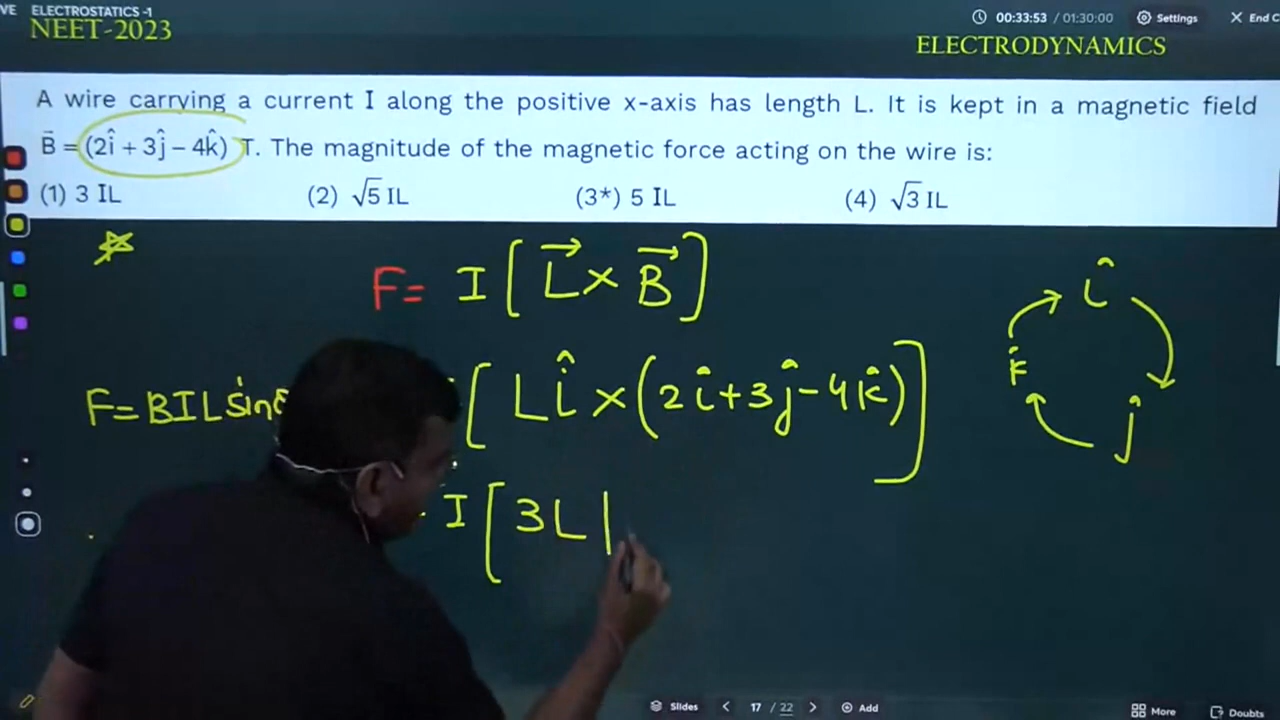 VE ELECTROSTATICS -1
NEET-2023
00:33:53 / 01:30:00 Settings End C
ELECTRODYNAMICS
A wire carrying a current I along the positive x-axis has length L. It is kept in a magnetic field
B⃗ = (2î + 3ĵ – 4k̂) T. The magnitude of the magnetic force acting on the wire is:
(1) 3 IL (2) √5 IL (3*) 5 IL (4) √3 IL
F= I [ L⃗ × B⃗ ]
[ Lî × (2î+3ĵ-4k̂) ]
F=BIL sin
I [ 3L
î
k̂
ĵ
Slides 17 / 22 Add More Doubts